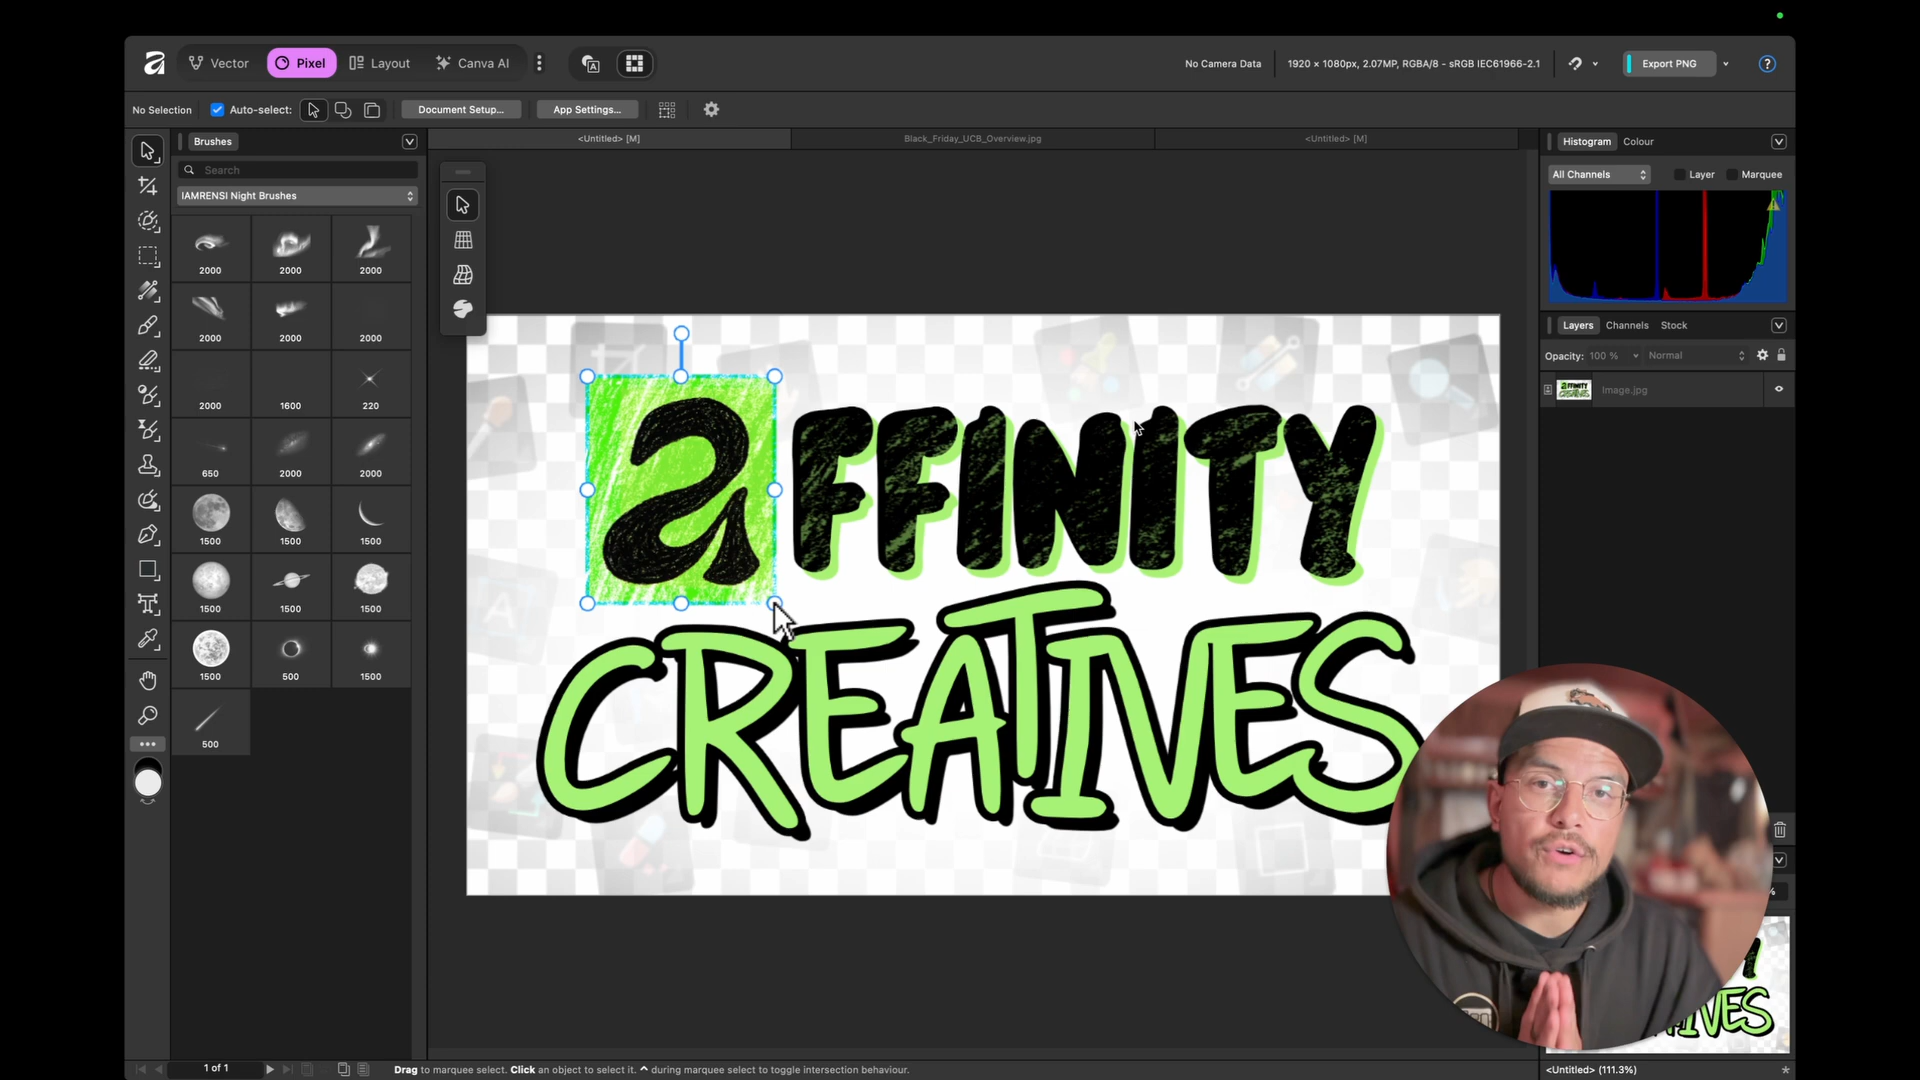 Vector
Pixel
Layout
Canva AI
No Camera Data
1920 × 1080px, 2.07MP, RGBA/8 - sRGB IEC61966-2.1
Export PNG
?
No Selection
Auto-select:
Document Setup...
App Settings...
Brushes
Search
IAMRENSI Night Brushes
2000
2000
2000
2000
2000
2000
2000
1600
220
650
2000
2000
1500
1500
1500
1500
1500
1500
1500
500
1500
500
<Untitled> [M]
Black_Friday_UCB_Overview.jpg
<Untitled> [M]
aFFINITY
CREATIVES
Histogram
Colour
All Channels
Layer
Marquee
Layers
Channels
Stock
Opacity:
100 %
Normal
Image.jpg
%
1 of 1
Drag to marquee select. Click an object to select it. ^ during marquee select to toggle intersection behaviour.
<Untitled> (111.3%)